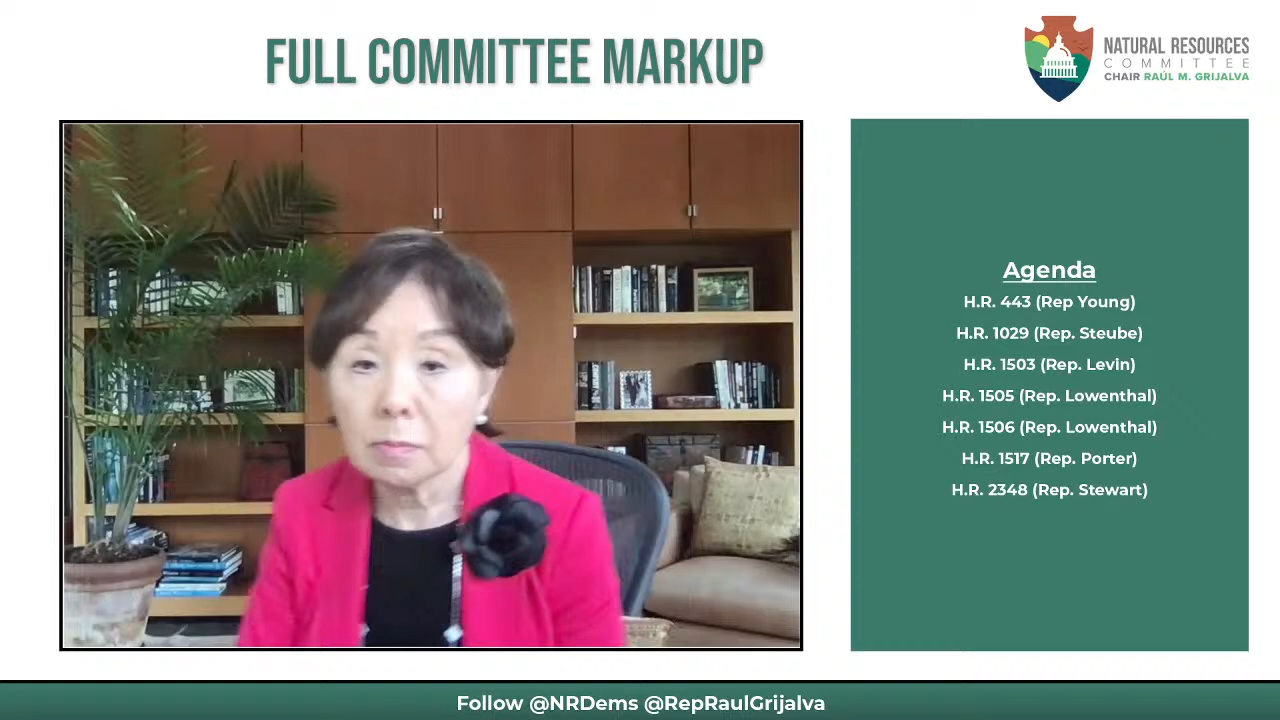 FULL COMMITTEE MARKUP
NATURAL RESOURCES
COMMITTEE
CHAIR RAÚL M. GRIJALVA
Agenda
H.R. 443 (Rep Young)
H.R. 1029 (Rep. Steube)
H.R. 1503 (Rep. Levin)
H.R. 1505 (Rep. Lowenthal)
H.R. 1506 (Rep. Lowenthal)
H.R. 1517 (Rep. Porter)
H.R. 2348 (Rep. Stewart)
Follow @NRDems @RepRaulGrijalva